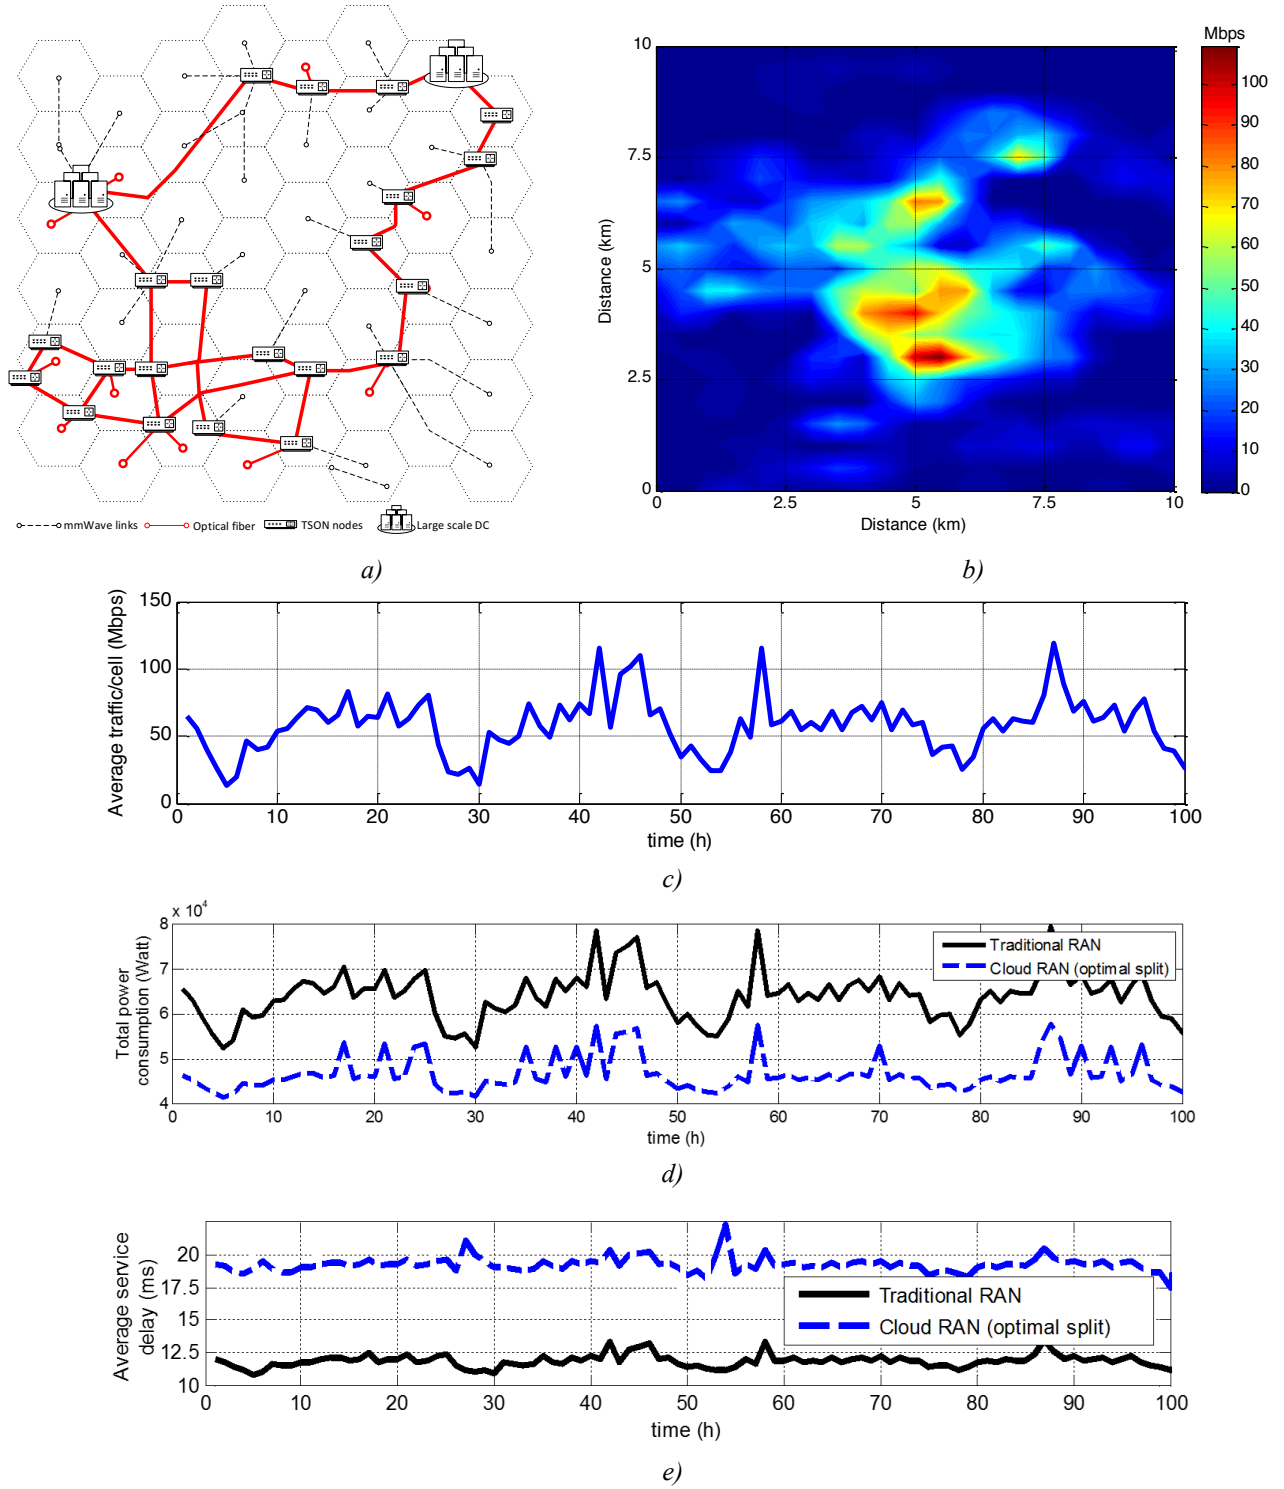 mmWave links
Optical fiber
TSON nodes
Large scale DC
a)
Mbps
100
90
80
70
60
50
40
30
20
10
0
10
7.5
5
2.5
0
Distance (km)
0 2.5 5 7.5 10
Distance (km)
b)
150
100
50
0
Average traffic/cell (Mbps)
0 10 20 30 40 50 60 70 80 90 100
time (h)
c)
x 10^4
8
7
6
5
4
Total power
consumption (Watt)
Traditional RAN
Cloud RAN (optimal split)
0 10 20 30 40 50 60 70 80 90 100
time (h)
d)
20
17.5
15
12.5
10
Average service
delay (ms)
Traditional RAN
Cloud RAN (optimal split)
0 10 20 30 40 50 60 70 80 90 100
time (h)
e)